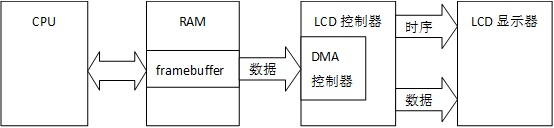 CPU
RAM
LCD 控制器
LCD 显示器
时序
DMA
控制器
framebuffer
数据
数据